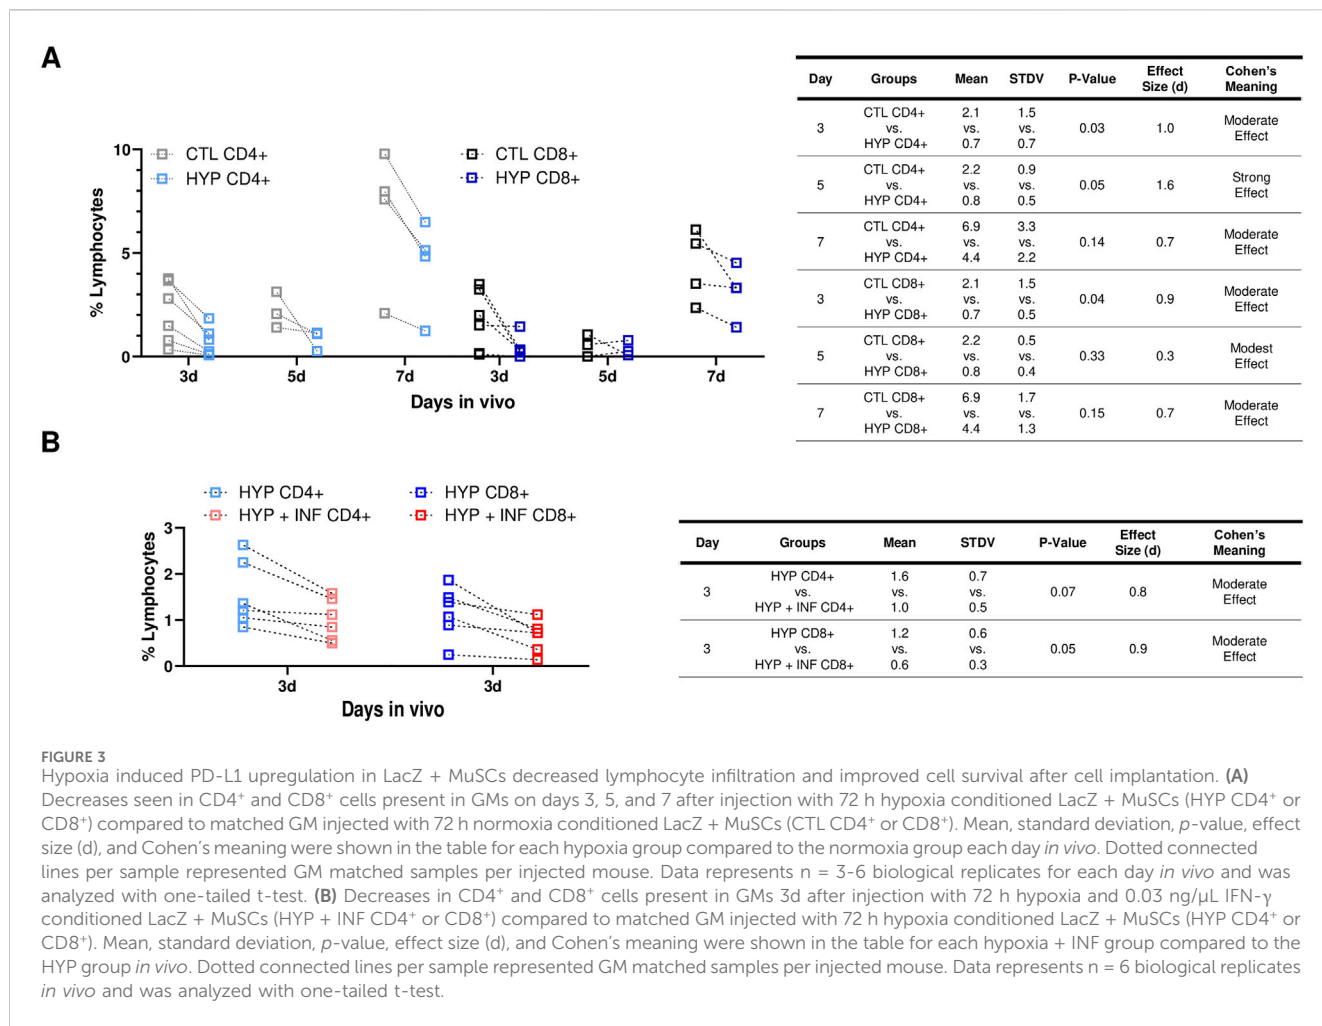 A
% Lymphocytes
10
5
0
CTL CD4+
HYP CD4+
CTL CD8+
HYP CD8+
3d 5d 7d 3d 5d 7d
Days in vivo
Day Groups Mean STDV P-Value Effect Size (d) Cohen's Meaning
3 CTL CD4+ vs. HYP CD4+ 2.1 vs. 0.7 1.5 vs. 0.7 0.03 1.0 Moderate Effect
5 CTL CD4+ vs. HYP CD4+ 2.2 vs. 0.8 0.9 vs. 0.5 0.05 1.6 Strong Effect
7 CTL CD4+ vs. HYP CD4+ 6.9 vs. 4.4 3.3 vs. 2.2 0.14 0.7 Moderate Effect
3 CTL CD8+ vs. HYP CD8+ 2.1 vs. 0.7 1.5 vs. 0.5 0.04 0.9 Moderate Effect
5 CTL CD8+ vs. HYP CD8+ 2.2 vs. 0.8 0.5 vs. 0.4 0.33 0.3 Modest Effect
7 CTL CD8+ vs. HYP CD8+ 6.9 vs. 4.4 1.7 vs. 1.3 0.15 0.7 Moderate Effect
B
HYP CD4+
HYP + INF CD4+
HYP CD8+
HYP + INF CD8+
% Lymphocytes
3
2
1
0
3d 3d
Days in vivo
Day Groups Mean STDV P-Value Effect Size (d) Cohen's Meaning
3 HYP CD4+ vs. HYP + INF CD4+ 1.6 vs. 1.0 0.7 vs. 0.5 0.07 0.8 Moderate Effect
3 HYP CD8+ vs. HYP + INF CD8+ 1.2 vs. 0.6 0.6 vs. 0.3 0.05 0.9 Moderate Effect
FIGURE 3
Hypoxia induced PD-L1 upregulation in LacZ + MuSCs decreased lymphocyte infiltration and improved cell survival after cell implantation. (A)
Decreases seen in CD4⁺ and CD8⁺ cells present in GMs on days 3, 5, and 7 after injection with 72 h hypoxia conditioned LacZ + MuSCs (HYP CD4⁺ or
CD8⁺) compared to matched GM injected with 72 h normoxia conditioned LacZ + MuSCs (CTL CD4⁺ or CD8⁺). Mean, standard deviation, p-value, effect
size (d), and Cohen's meaning were shown in the table for each hypoxia group compared to the normoxia group each day in vivo. Dotted connected
lines per sample represented GM matched samples per injected mouse. Data represents n = 3-6 biological replicates for each day in vivo and was
analyzed with one-tailed t-test. (B) Decreases in CD4⁺ and CD8⁺ cells present in GMs 3d after injection with 72 h hypoxia and 0.03 ng/μL IFN-γ
conditioned LacZ + MuSCs (HYP + INF CD4⁺ or CD8⁺) compared to matched GM injected with 72 h hypoxia conditioned LacZ + MuSCs (HYP CD4⁺ or
CD8⁺). Mean, standard deviation, p-value, effect size (d), and Cohen's meaning were shown in the table for each hypoxia + INF group compared to the
HYP group in vivo. Dotted connected lines per sample represented GM matched samples per injected mouse. Data represents n = 6 biological replicates
in vivo and was analyzed with one-tailed t-test.